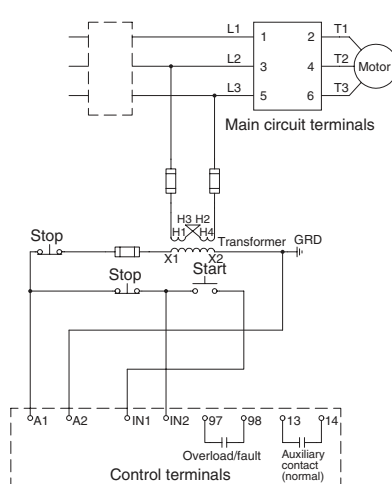 L1 1 2 T1
L2 3 4 T2 Motor
L3 5 6 T3
Main circuit terminals
H3 H2
H1 H4
Stop Transformer GRD
X1 X2
Stop Start
A1 A2 IN1 IN2 97 98 13 14
Overload/fault Auxiliary
contact
(normal)
Control terminals